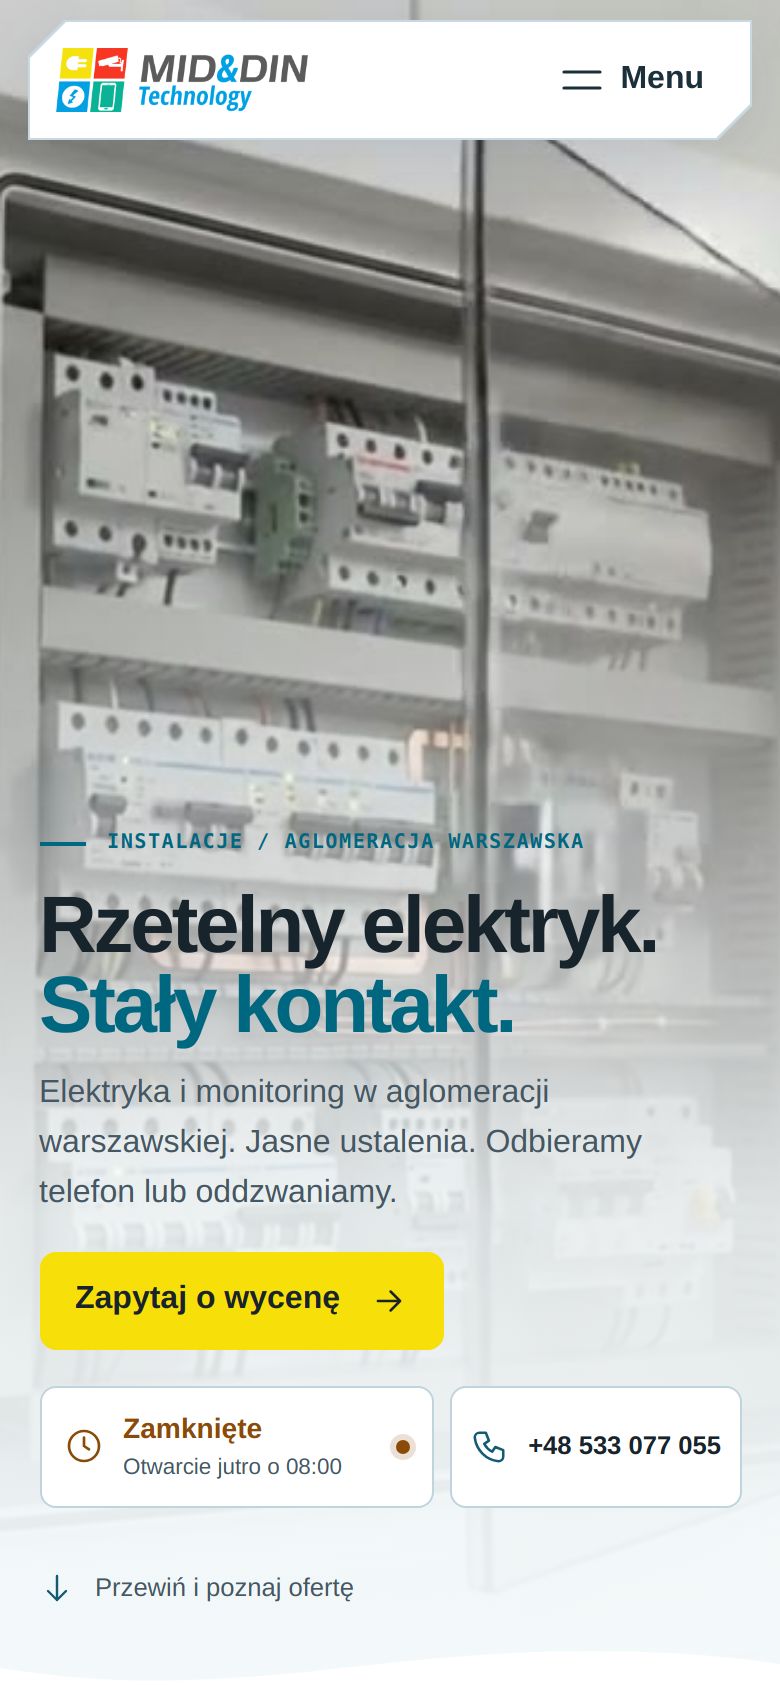 MID&DIN
Technology
Menu
INSTALACJE / AGLOMERACJA WARSZAWSKA
Rzetelny elektryk.
Stały kontakt.
Elektryka i monitoring w aglomeracji
warszawskiej. Jasne ustalenia. Odbieramy
telefon lub oddzwaniamy.
Zapytaj o wycenę
Zamknięte
Otwarcie jutro o 08:00
+48 533 077 055
Przewiń i poznaj ofertę